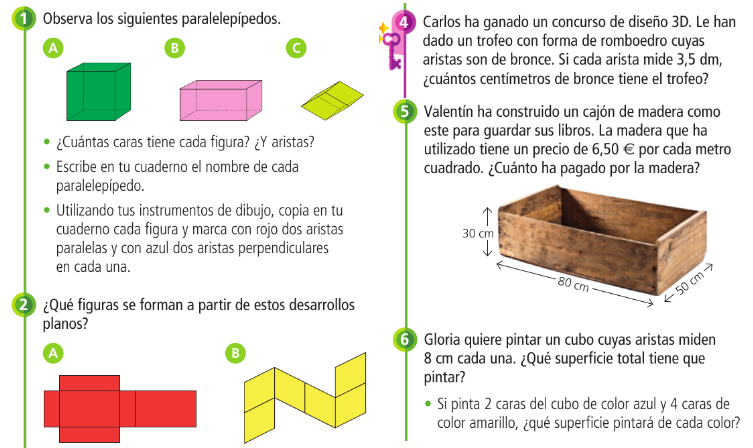 1 Observa los siguientes paralelepípedos.
A B C
• ¿Cuántas caras tiene cada figura? ¿Y aristas?
• Escribe en tu cuaderno el nombre de cada
paralelepípedo.
• Utilizando tus instrumentos de dibujo, copia en tu
cuaderno cada figura y marca con rojo dos aristas
paralelas y con azul dos aristas perpendiculares
en cada una.
2 ¿Qué figuras se forman a partir de estos desarrollos
planos?
A B
4 Carlos ha ganado un concurso de diseño 3D. Le han
dado un trofeo con forma de romboedro cuyas
aristas son de bronce. Si cada arista mide 3,5 dm,
¿cuántos centímetros de bronce tiene el trofeo?
5 Valentín ha construido un cajón de madera como
este para guardar sus libros. La madera que ha
utilizado tiene un precio de 6,50 € por cada metro
cuadrado. ¿Cuánto ha pagado por la madera?
30 cm
80 cm
50 cm
6 Gloria quiere pintar un cubo cuyas aristas miden
8 cm cada una. ¿Qué superficie total tiene que
pintar?
• Si pinta 2 caras del cubo de color azul y 4 caras de
color amarillo, ¿qué superficie pintará de cada color?